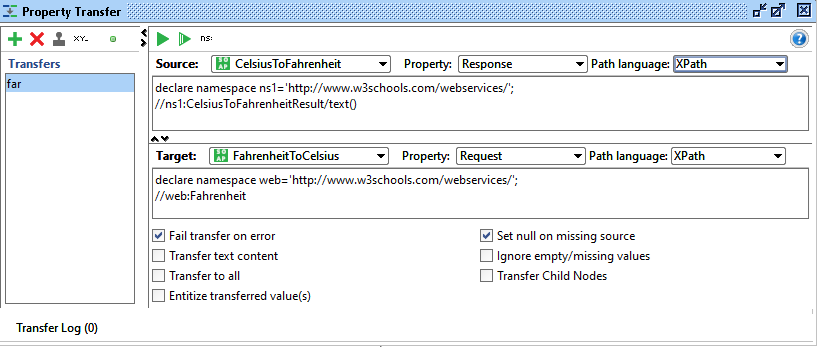 Property Transfer
XY=
ns:
Transfers
far
Source: SOAP CelsiusToFahrenheit Property: Response Path language: XPath
declare namespace ns1='http://www.w3schools.com/webservices/';
//ns1:CelsiusToFahrenheitResult/text()
Target: SOAP FahrenheitToCelsius Property: Request Path language: XPath
declare namespace web='http://www.w3schools.com/webservices/';
//web:Fahrenheit
Fail transfer on error Set null on missing source
Transfer text content Ignore empty/missing values
Transfer to all Transfer Child Nodes
Entitize transferred value(s)
Transfer Log (0)